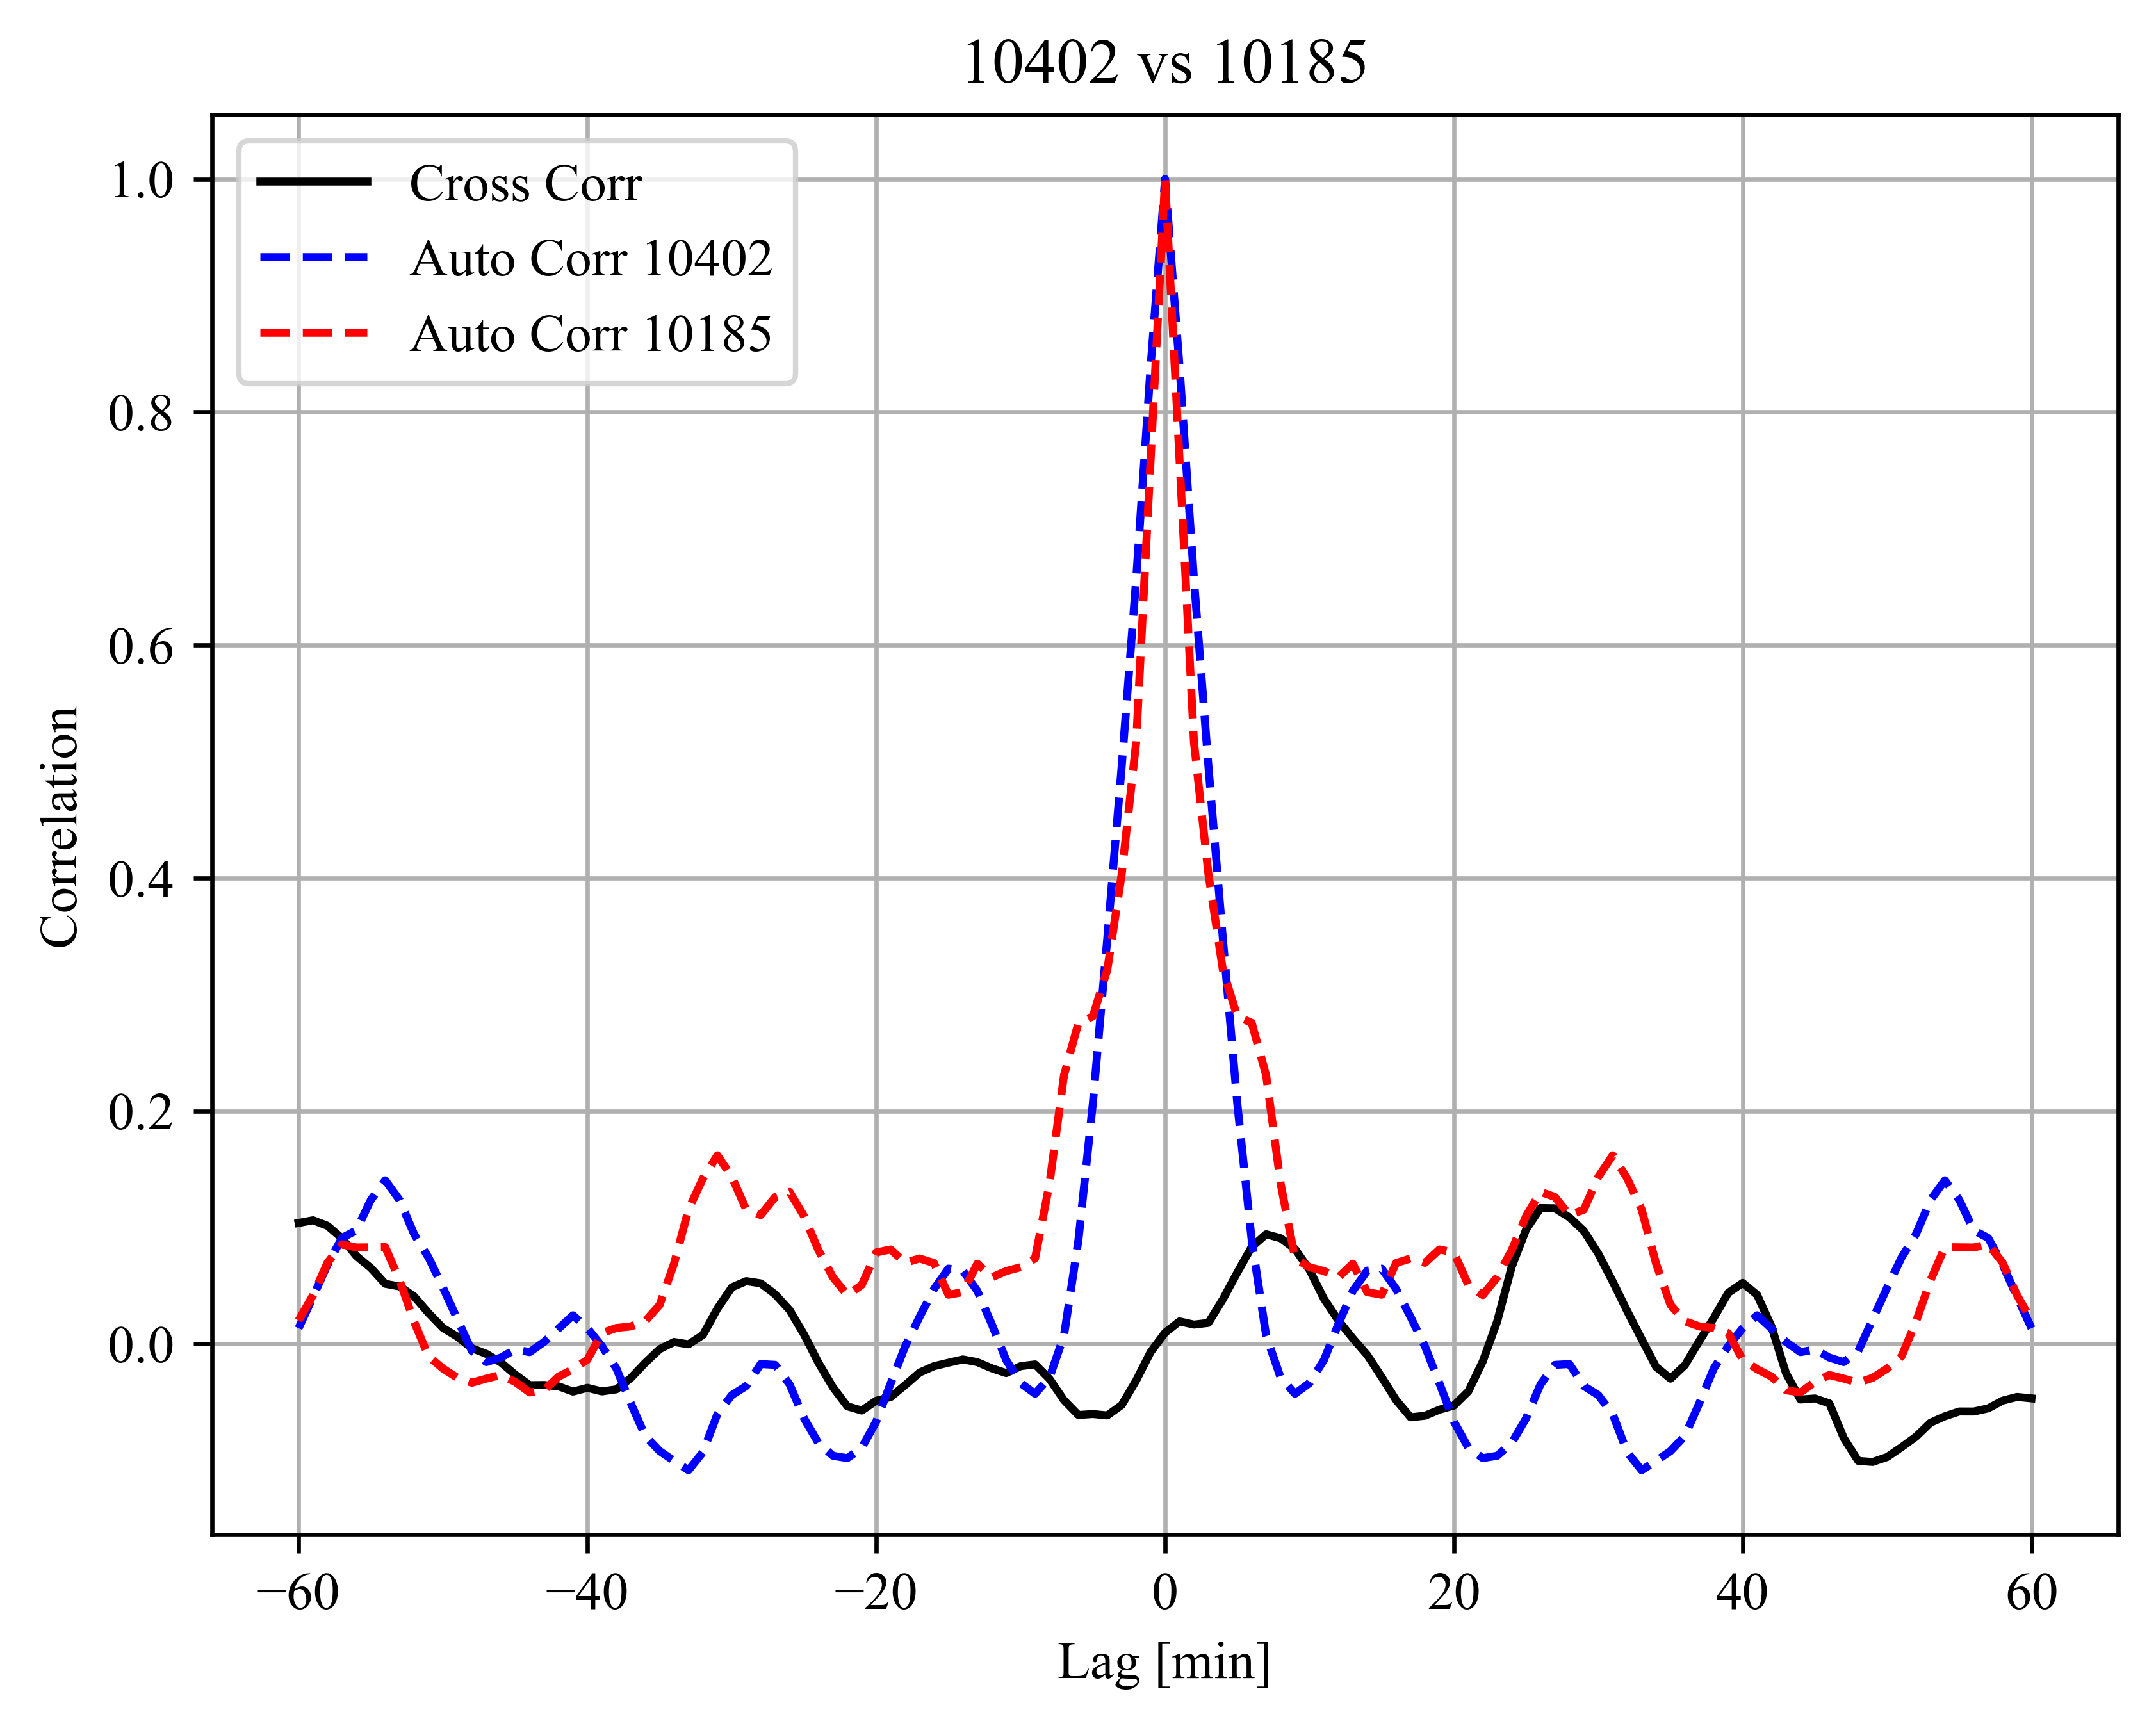 10402 vs 10185
Cross Corr
Auto Corr 10402
Auto Corr 10185
1.0
0.8
0.6
0.4
0.2
0.0
Correlation
−60 −40 −20 0 20 40 60
Lag [min]